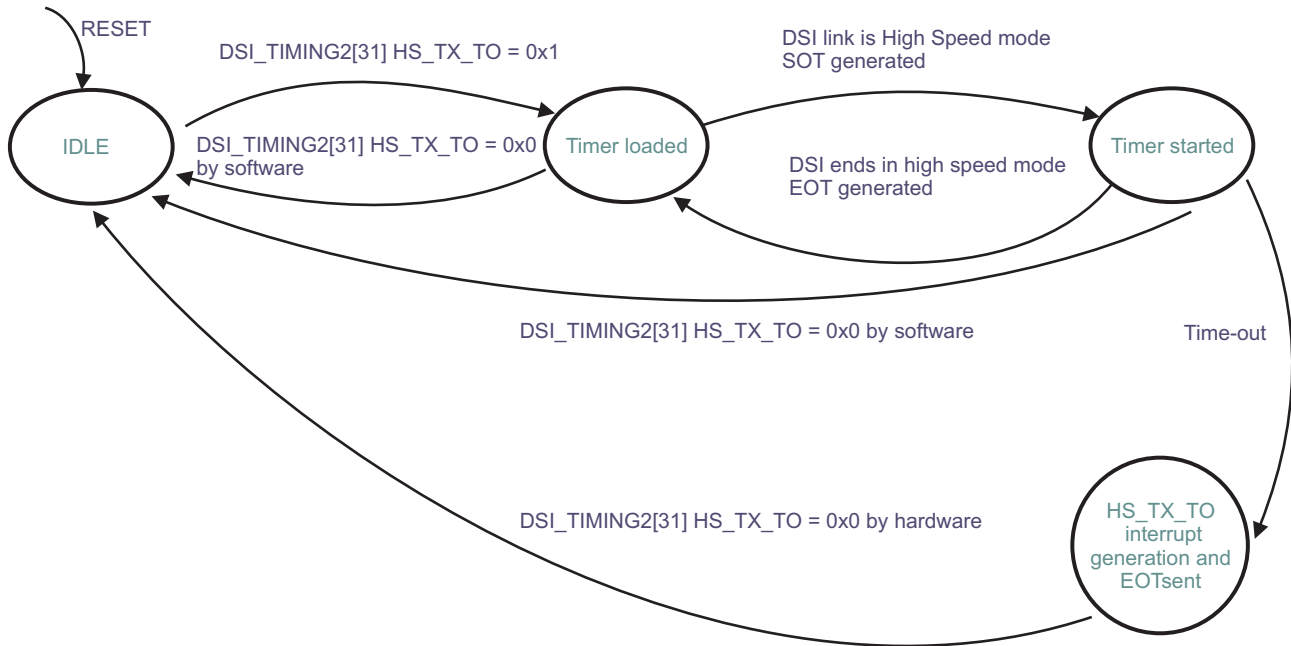 RESET
DSI_TIMING2[31] HS_TX_TO = 0x1
DSI link is High Speed mode
SOT generated
IDLE
DSI_TIMING2[31] HS_TX_TO = 0x0
by software
Timer loaded
DSI ends in high speed mode
EOT generated
Timer started
DSI_TIMING2[31] HS_TX_TO = 0x0 by software
Time-out
DSI_TIMING2[31] HS_TX_TO = 0x0 by hardware
HS_TX_TO
interrupt
generation and
EOTsent